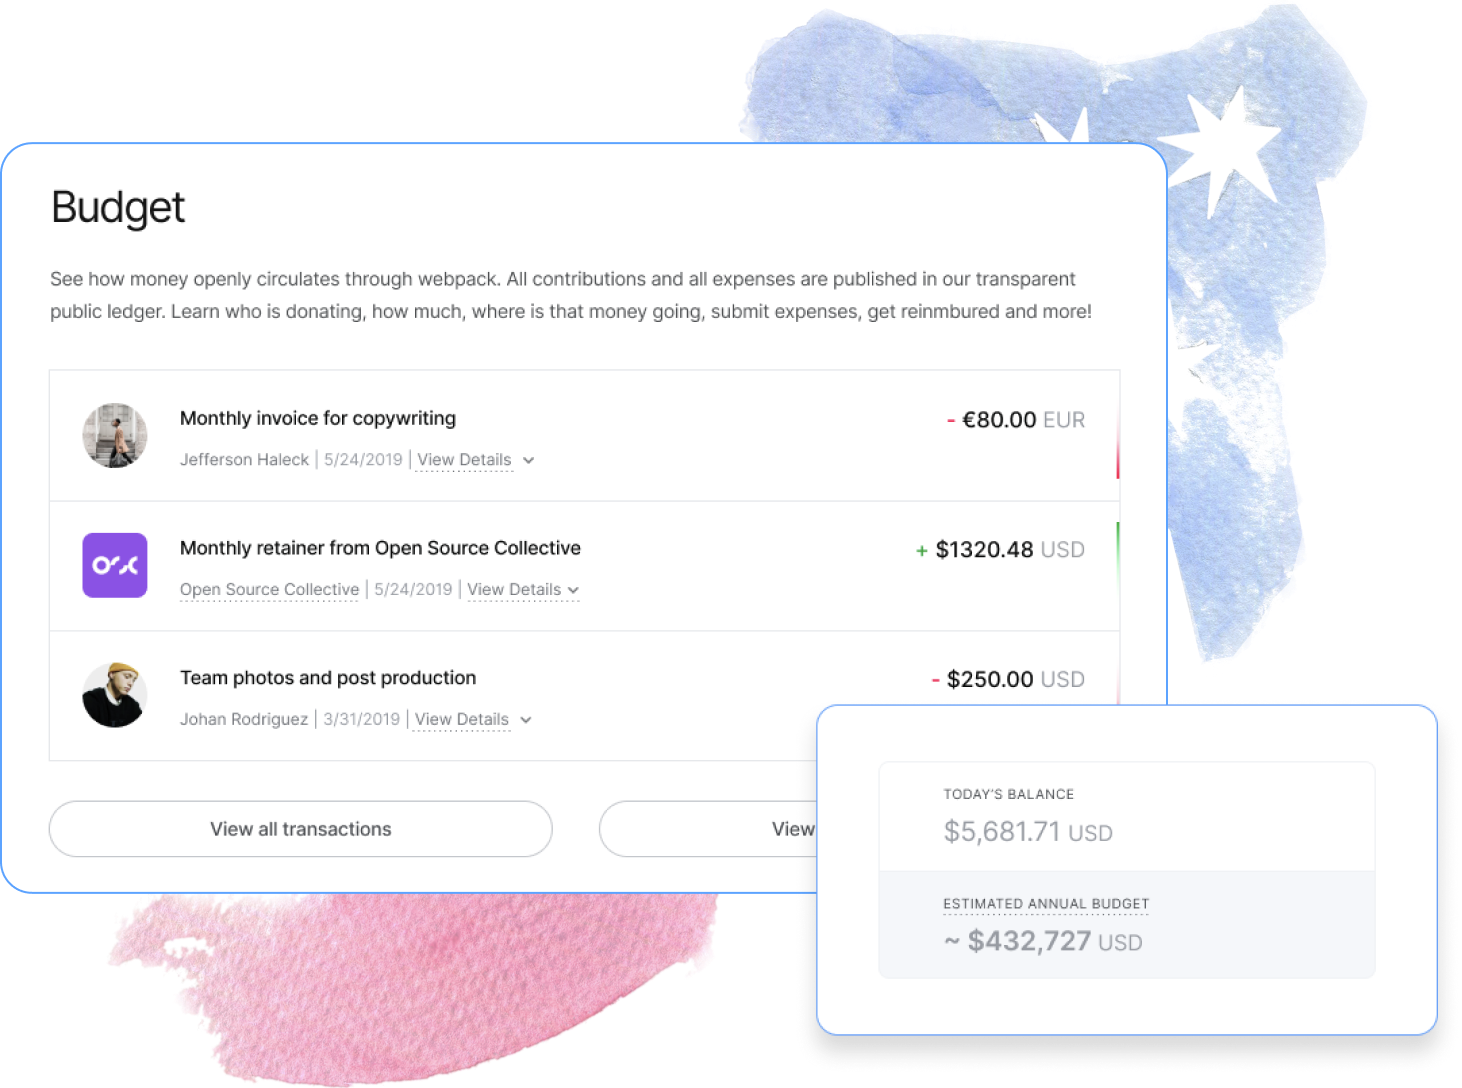 Budget
See how money openly circulates through webpack. All contributions and all expenses are published in our transparent
public ledger. Learn who is donating, how much, where is that money going, submit expenses, get reinmbured and more!
Monthly invoice for copywriting
- €80.00 EUR
Jefferson Haleck | 5/24/2019 | View Details
Monthly retainer from Open Source Collective
+ $1320.48 USD
Open Source Collective | 5/24/2019 | View Details
Team photos and post production
- $250.00 USD
Johan Rodriguez | 3/31/2019 | View Details
View all transactions
View
TODAY'S BALANCE
$5,681.71 USD
ESTIMATED ANNUAL BUDGET
~ $432,727 USD